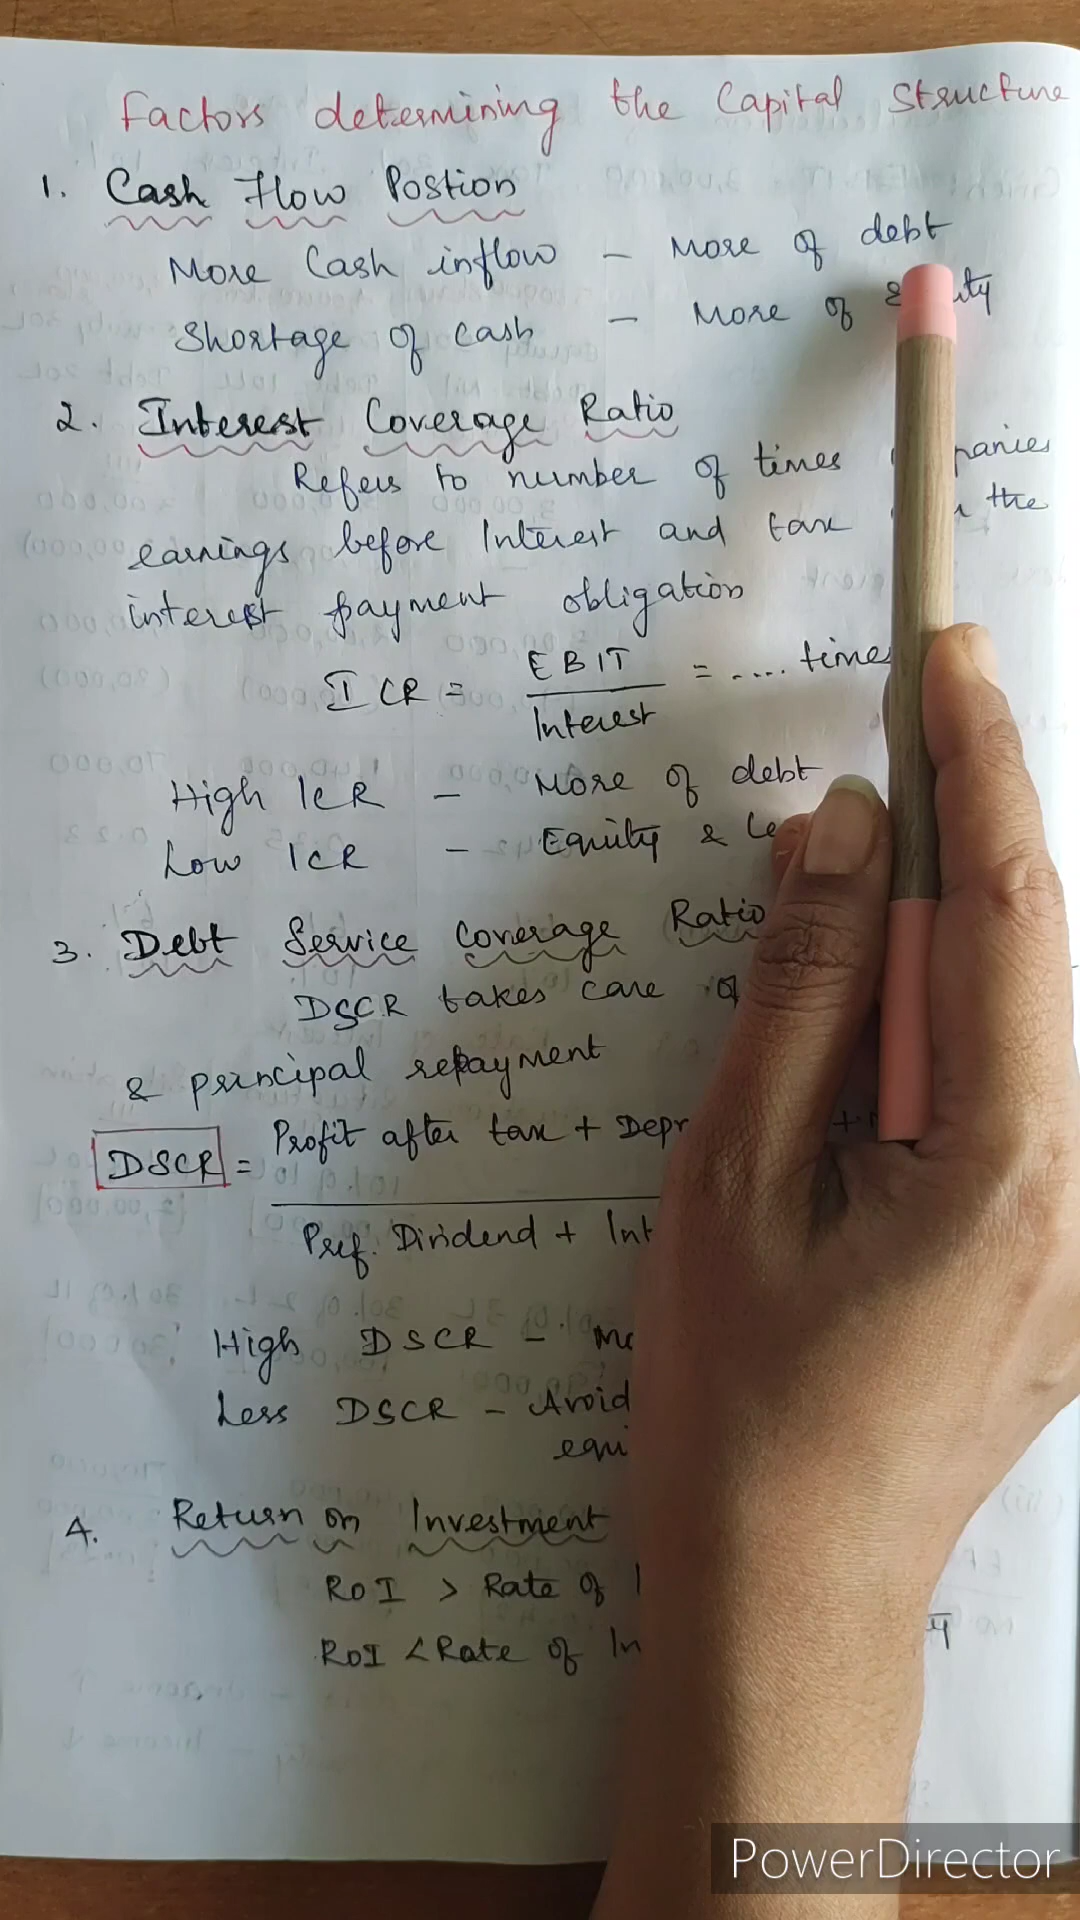 Factors determining the Capital Structure
1. Cash Flow Postion
More Cash inflow – More of debt
Shortage of cash – More of
2. Interest Coverage Ratio
Refers to number of times
earnings before Interest and tax the
interest payment obligation
ICR = EBIT = .... times
Interest
High ICR – More of debt
Low ICR – Equity &
3. Debt Service Coverage Ratio
DSCR takes care
& principal repayment
DSCR = Profit after tax + Depr +
Pref. Dividend + Int
High DSCR –
Less DSCR – Avoid
4. Return on Investment
ROI > Rate of
ROI < Rate of In
PowerDirector